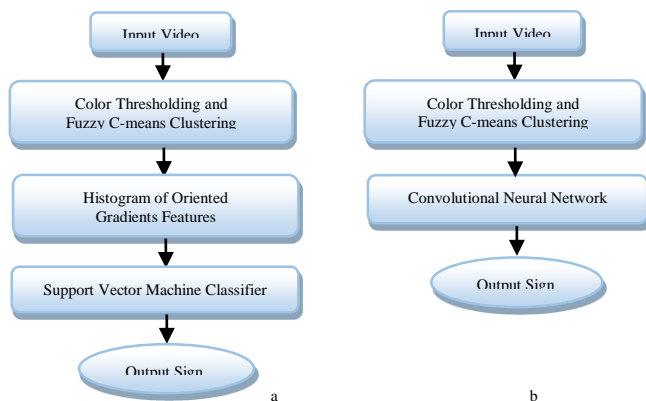 Input Video
Color Thresholding and
Fuzzy C-means Clustering
Histogram of Oriented
Gradients Features
Support Vector Machine Classifier
Output Sign
a
Input Video
Color Thresholding and
Fuzzy C-means Clustering
Convolutional Neural Network
Output Sign
b